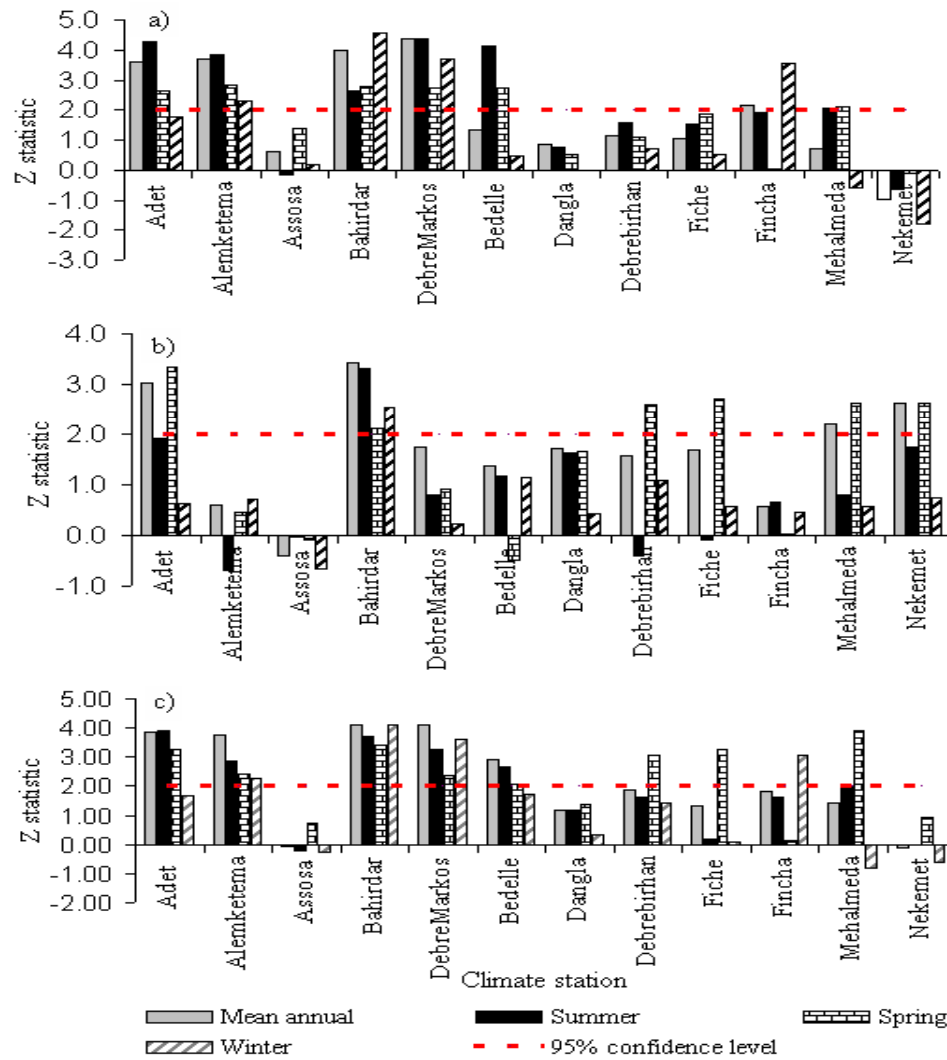 a)
5.0
4.0
3.0
2.0
1.0
0.0
-1.0
-2.0
-3.0
Z statistic
Adet
Alemketema
Assosa
Bahirdar
DebreMarkos
Bedelle
Dangla
Debrebirhan
Fiche
Fincha
Mehalmeda
Nekemet
b)
4.0
3.0
2.0
1.0
0.0
-1.0
Z statistic
Adet
Alemketema
Assosa
Bahirdar
DebreMarkos
Bedelle
Dangla
Debrebirhan
Fiche
Fincha
Mehalmeda
Nekemet
c)
5.00
4.00
3.00
2.00
1.00
0.00
-1.00
-2.00
Z statistic
Adet
Alemketema
Assosa
Bahirdar
DebreMarkos
Bedelle
Dangla
Debrebirhan
Fiche
Fincha
Mehalmeda
Nekemet
Climate station
Mean annual
Summer
Spring
Winter
95% confidence level